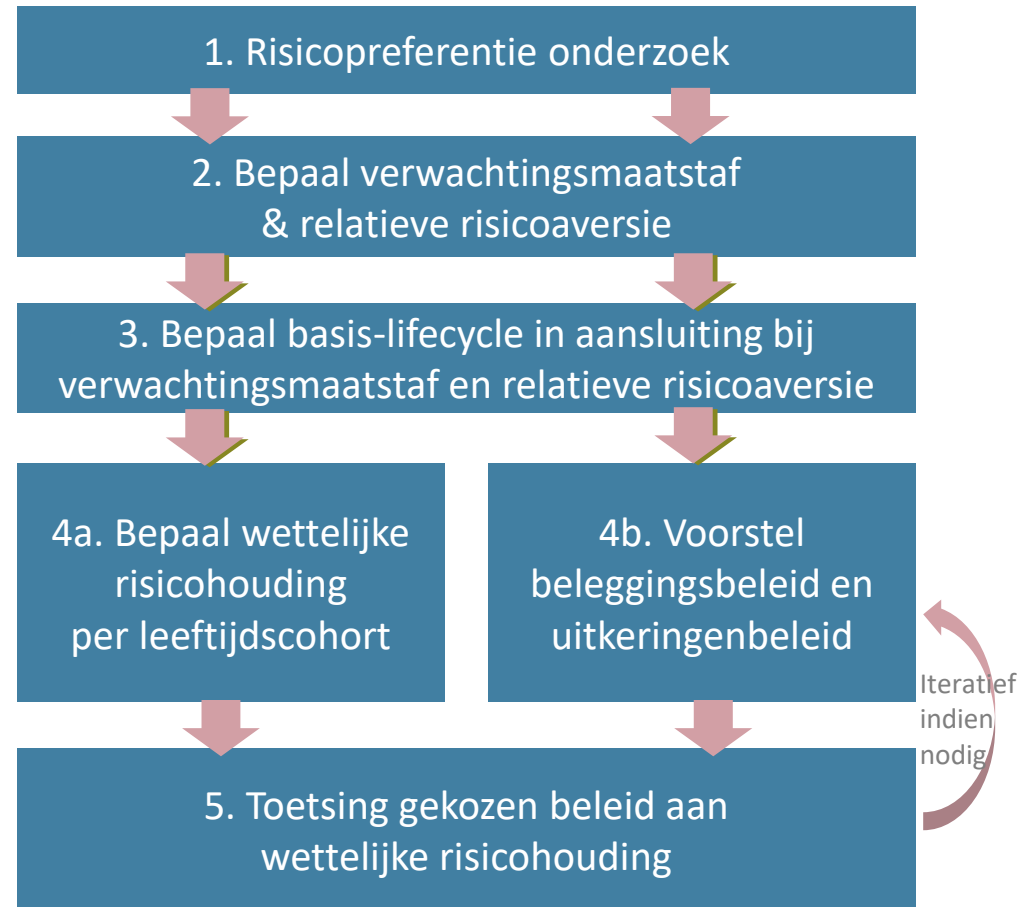 1. Risicopreferentie onderzoek
2. Bepaal verwachtingsmaatstaf
& relatieve risicoaversie
3. Bepaal basis-lifecycle in aansluiting bij
verwachtingsmaatstaf en relatieve risicoaversie
4a. Bepaal wettelijke
risicohouding
per leeftijdscohort
4b. Voorstel
beleggingsbeleid en
uitkeringenbeleid
Iteratief
indien
nodig
5. Toetsing gekozen beleid aan
wettelijke risicohouding